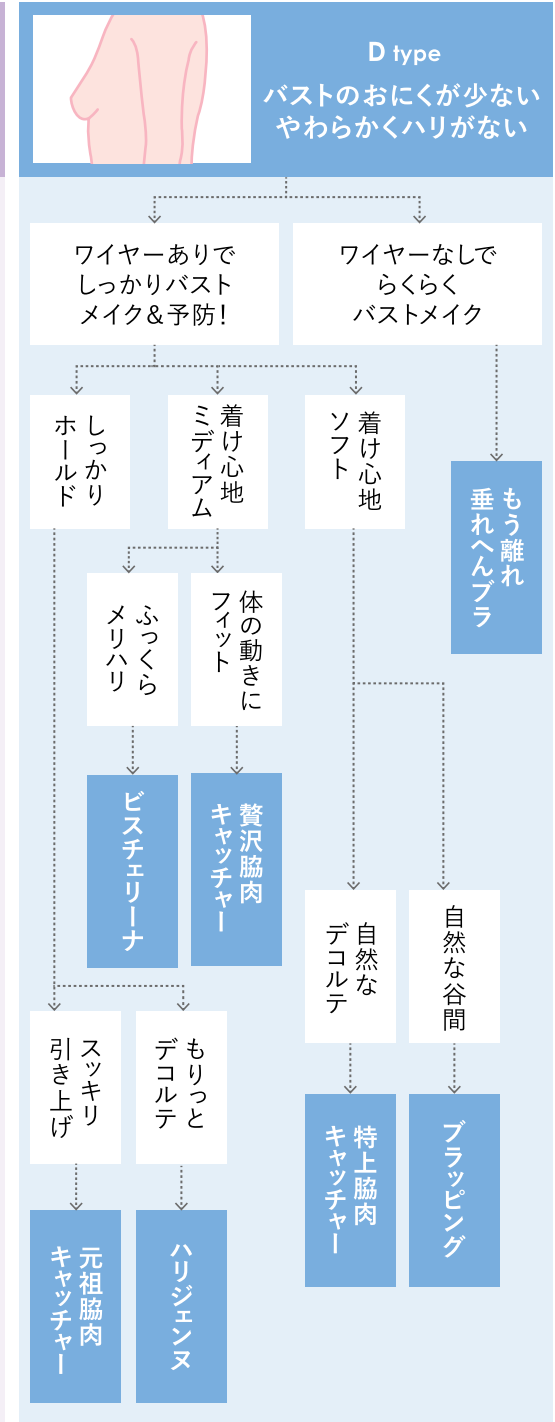 D type
バストのおにくが少ない
やわらかくハリがない
ワイヤーありで
しっかりバスト
メイク&予防!
ワイヤーなしで
らくらく
バストメイク
しっかり
ホールド
着け心地
ミディアム
着け心地
ソフト
もう離れ
垂れへんブラ
ふっくら
メリハリ
体の動きに
フィット
ビスチェリーナ
贅沢脇肉
キャッチャー
自然な
デコルテ
自然な谷間
スッキリ
引き上げ
もりっと
デコルテ
特上脇肉
キャッチャー
ブラッピング
元祖脇肉
キャッチャー
ハリジェンヌ